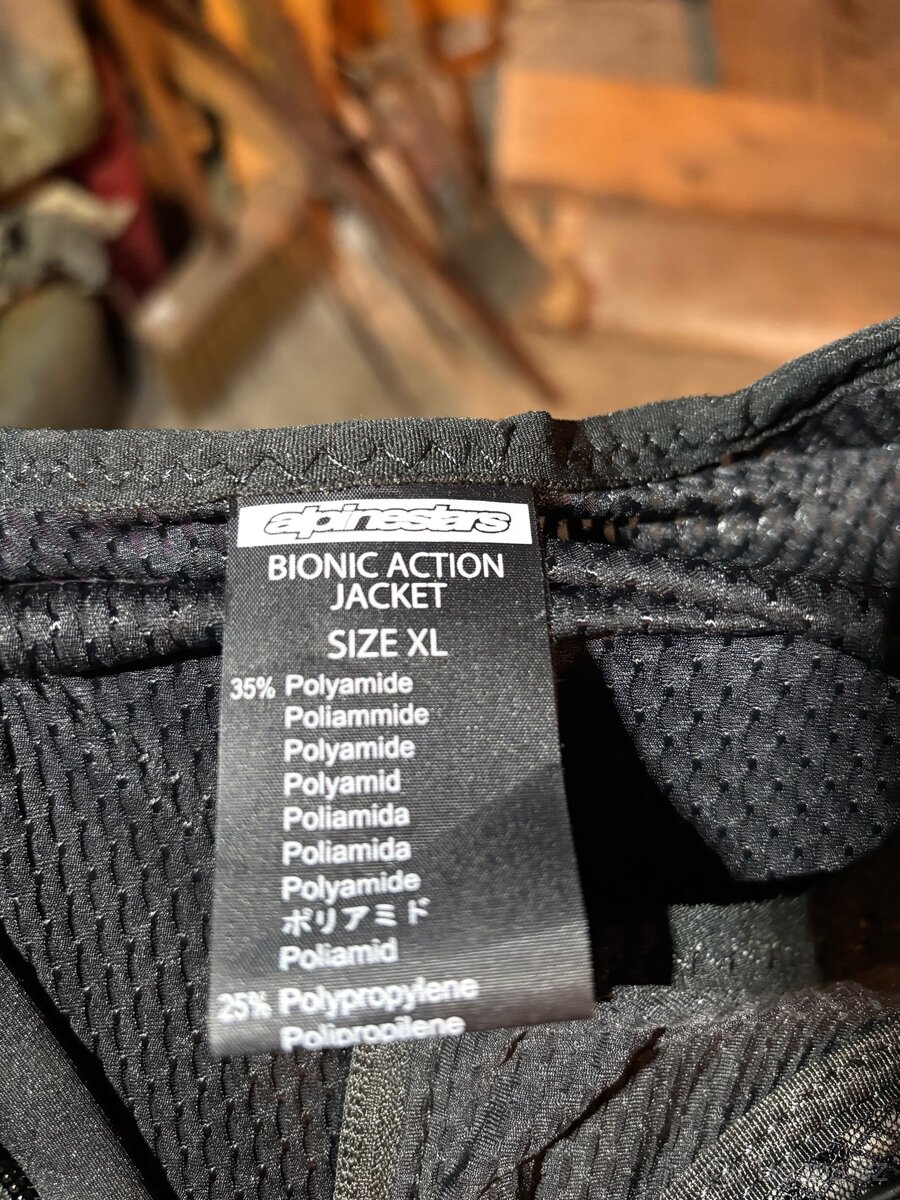 alpinestars
BIONIC ACTION
JACKET
SIZE XL
35% Polyamide
Poliammide
Polyamide
Polyamid
Poliamida
Poliamida
Polyamide
ポリアミド
Poliamid
25% Polypropylene
Polipropilene